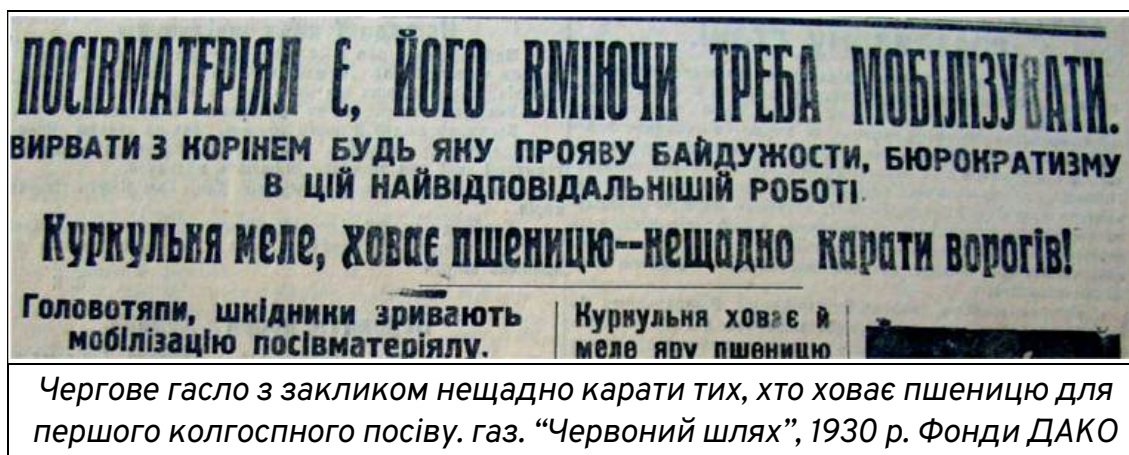 ПОСІВМАТЕРІЯЛ Є, ЙОГО ВМІЮЧИ ТРЕБА МОБІЛІЗУВАТИ.
ВИРВАТИ З КОРІНЕМ БУДЬ ЯКУ ПРОЯВУ БАЙДУЖОСТИ, БЮРОКРАТИЗМУ
В ЦІЙ НАЙВІДПОВІДАЛЬНІШІЙ РОБОТІ.
Куркульня меле, ховає пшеницю--нещадно карати ворогів!
Головотяпи, шкідники зривають
мобілізацію посівматеріялу.
Куркульня ховає й
меле яру пшеницю
Чергове гасло з закликом нещадно карати тих, хто ховає пшеницю для
першого колгоспного посіву. газ. “Червоний шлях”, 1930 р. Фонди ДАКО